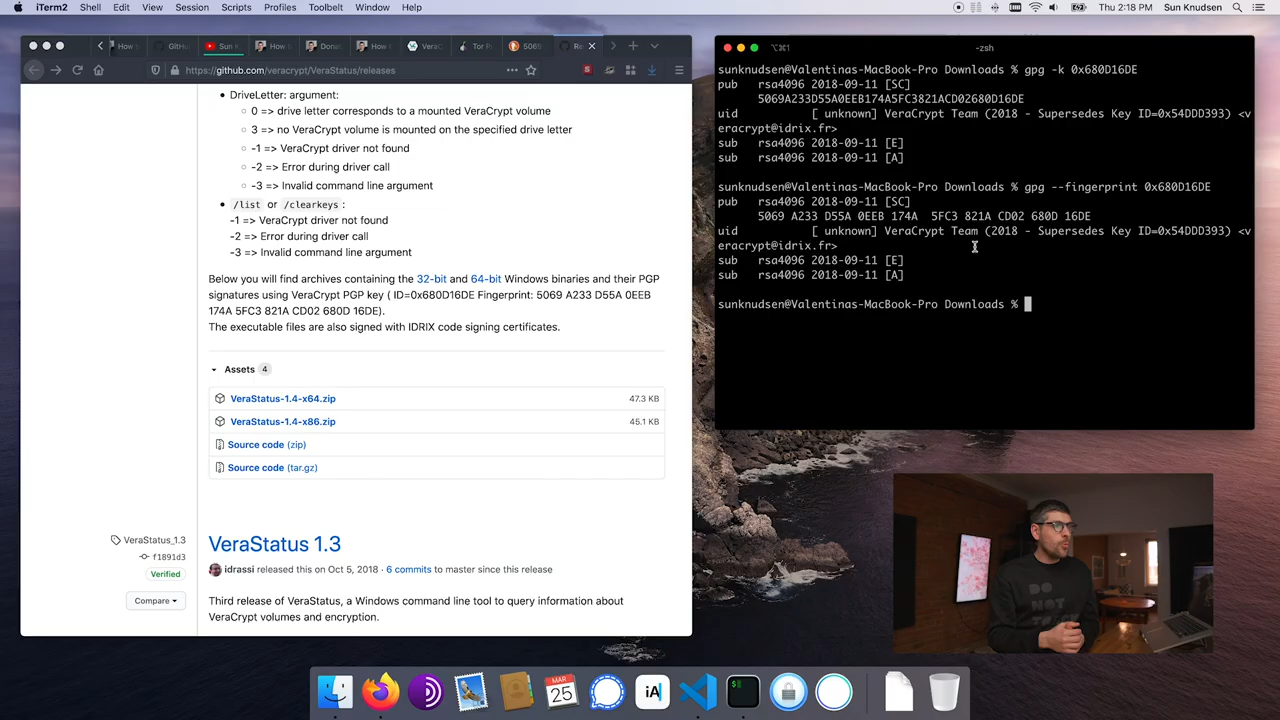 iTerm2 Shell Edit View Session Scripts Profiles Toolbelt Window Help
Thu 2:18 PM Sun Knudsen
How
GitHu
Sun K
How t
Donat
How t
VeraC
Tor P
506B
Re
https://github.com/veracrypt/VeraStatus/releases
DriveLetter: argument:
0 => drive letter corresponds to a mounted VeraCrypt volume
3 => no VeraCrypt volume is mounted on the specified drive letter
-1 => VeraCrypt driver not found
-2 => Error during driver call
-3 => Invalid command line argument
/list or /clearkeys :
-1 => VeraCrypt driver not found
-2 => Error during driver call
-3 => Invalid command line argument
Below you will find archives containing the 32-bit and 64-bit Windows binaries and their PGP
signatures using VeraCrypt PGP key ( ID=0x680D16DE Fingerprint: 5069 A233 D55A 0EEB
174A 5FC3 821A CD02 680D 16DE).
The executable files are also signed with IDRIX code signing certificates.
Assets 4
VeraStatus-1.4-x64.zip 47.3 KB
VeraStatus-1.4-x86.zip 45.1 KB
Source code (zip)
Source code (tar.gz)
VeraStatus_1.3
f1891d3
Verified
Compare
VeraStatus 1.3
idrassi released this on Oct 5, 2018 · 6 commits to master since this release
Third release of VeraStatus, a Windows command line tool to query information about
VeraCrypt volumes and encryption.
⌥⌘1
-zsh
sunknudsen@Valentinas-MacBook-Pro Downloads % gpg -k 0x680D16DE
pub rsa4096 2018-09-11 [SC]
5069A233D55A0EEB174A5FC3821ACD02680D16DE
uid [ unknown] VeraCrypt Team (2018 - Supersedes Key ID=0x54DDD393) <v
eracrypt@idrix.fr>
sub rsa4096 2018-09-11 [E]
sub rsa4096 2018-09-11 [A]
sunknudsen@Valentinas-MacBook-Pro Downloads % gpg --fingerprint 0x680D16DE
pub rsa4096 2018-09-11 [SC]
5069 A233 D55A 0EEB 174A  5FC3 821A CD02 680D 16DE
uid [ unknown] VeraCrypt Team (2018 - Supersedes Key ID=0x54DDD393) <v
eracrypt@idrix.fr>
sub rsa4096 2018-09-11 [E]
sub rsa4096 2018-09-11 [A]
sunknudsen@Valentinas-MacBook-Pro Downloads %
DO
NOT
MAR
25
iA